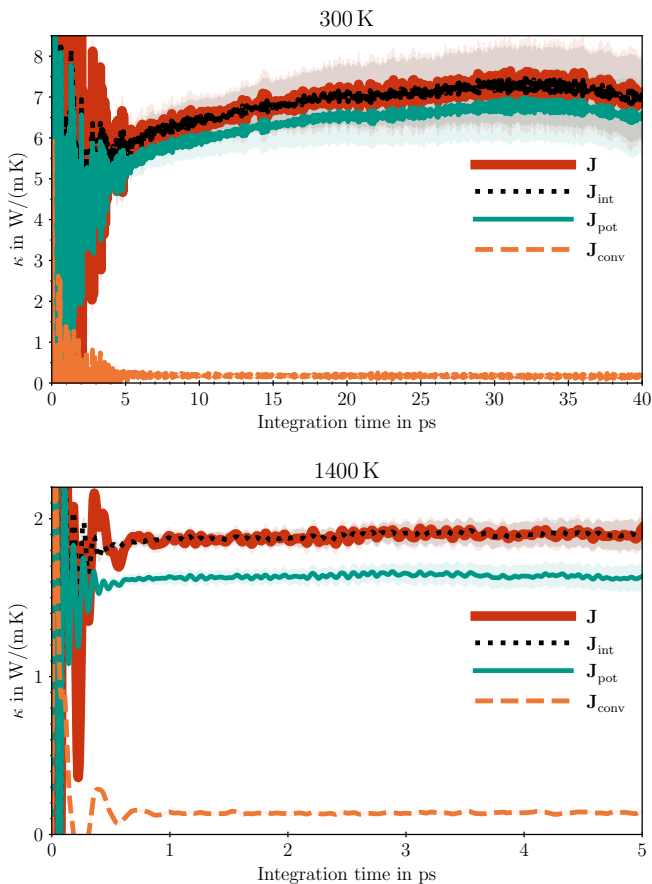 300 K
8
7
6
5
4
3
2
1
0
κ in W/(m K)
J
J_int
J_pot
J_conv
0 5 10 15 20 25 30 35 40
Integration time in ps
1400 K
2
1
0
κ in W/(m K)
J
J_int
J_pot
J_conv
0 1 2 3 4 5
Integration time in ps